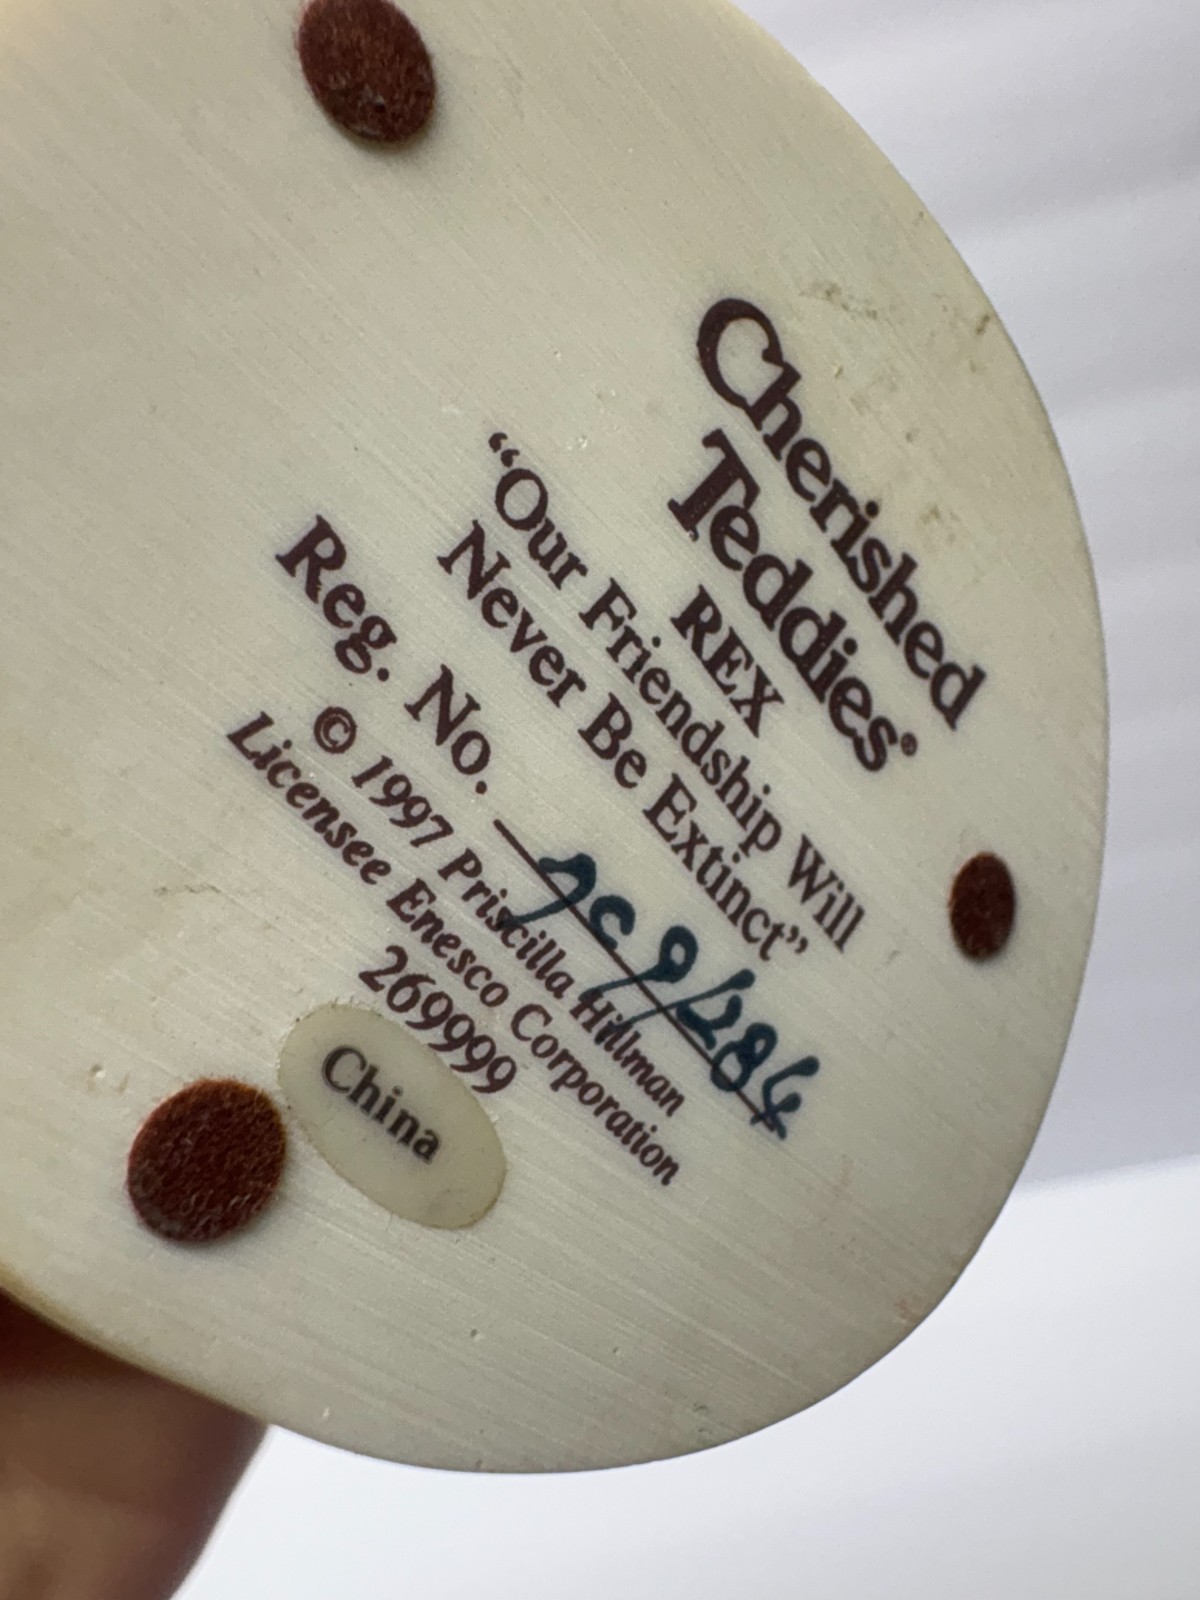 Cherished
Teddies®
REX
“Our Friendship Will
Never Be Extinct”
Reg. No.
© 1997 Priscilla Hillman
Licensee Enesco Corporation
269999
China